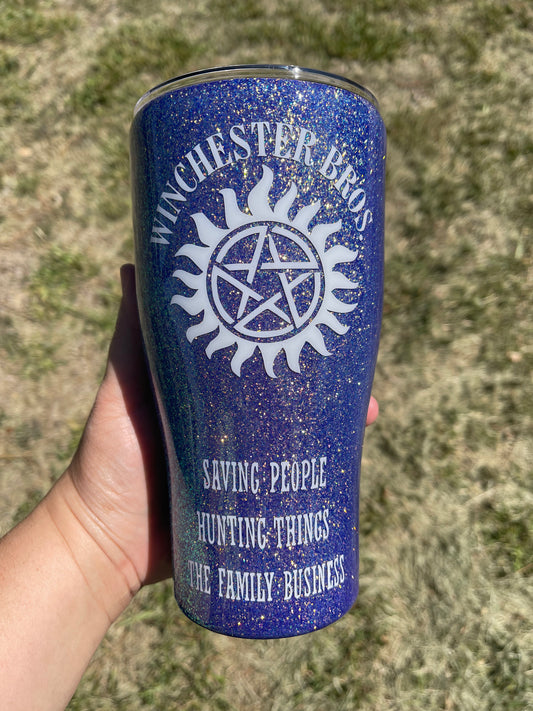 WINCHESTER BROS.
SAVING PEOPLE
HUNTING THINGS
THE FAMILY BUSINESS